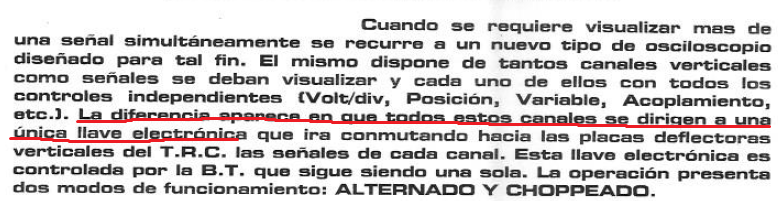 Cuando se requiere visualizar mas de
una señal simultáneamente se recurre a un nuevo tipo de osciloscopio
diseñado para tal fin. El mismo dispone de tantos canales verticales
como señales se deban visualizar y cada uno de ellos con todos los
controles independientes (Volt/div, Posición, Variable, Acoplamiento,
etc.). La diferencia aparece en que todos estos canales se dirigen a una
única llave electrónica que ira conmutando hacia las placas deflectoras
verticales del T.R.C. las señales de cada canal. Esta llave electrónica es
controlada por la B.T. que sigue siendo una sola. La operación presenta
dos modos de funcionamiento: ALTERNADO Y CHOPPEADO.